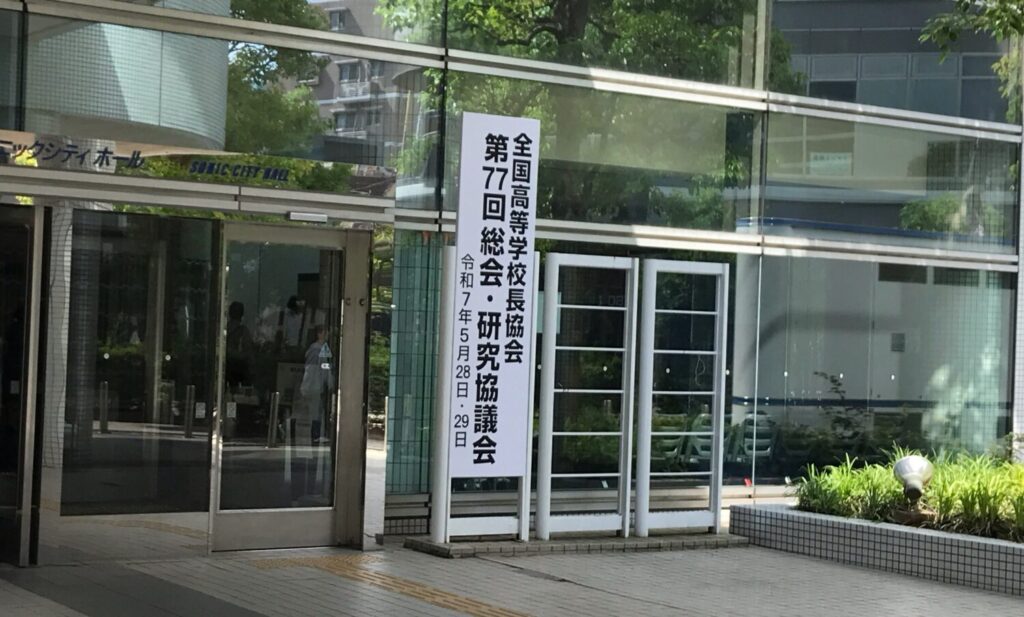 ニックシティ ホール
SONIC CITY HALL
全国高等学校長協会
第77回 総会・研究協議会
令和7年5月28日・29日